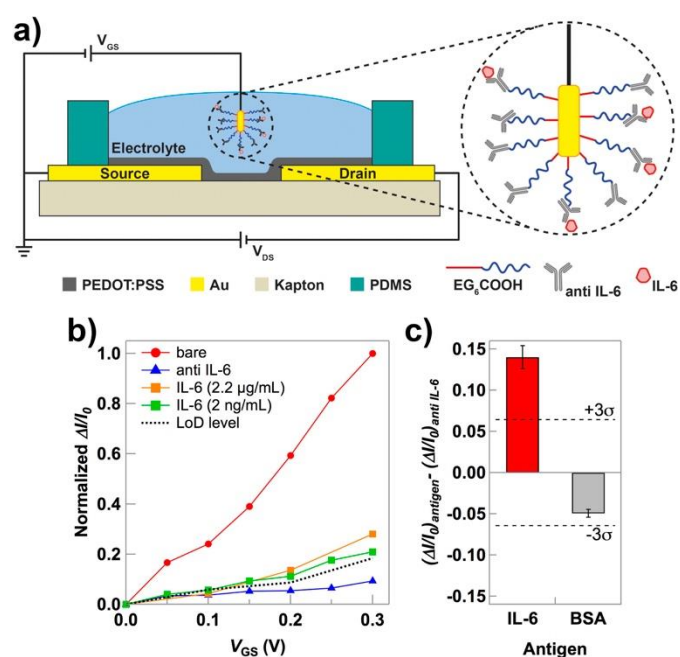 a)
V_GS
Electrolyte
Source
Drain
V_DS
PEDOT:PSS
Au
Kapton
PDMS
EG₆COOH
anti IL-6
IL-6
b)
bare
anti IL-6
IL-6 (2.2 µg/mL)
IL-6 (2 ng/mL)
LoD level
Normalized ΔI/I₀
1.0
0.8
0.6
0.4
0.2
0.0
0.0
0.1
0.2
0.3
V_GS (V)
c)
(ΔI/I₀)antigen- (ΔI/I₀)anti IL-6
0.15
0.10
0.05
0.00
-0.05
-0.10
-0.15
+3σ
-3σ
IL-6
BSA
Antigen